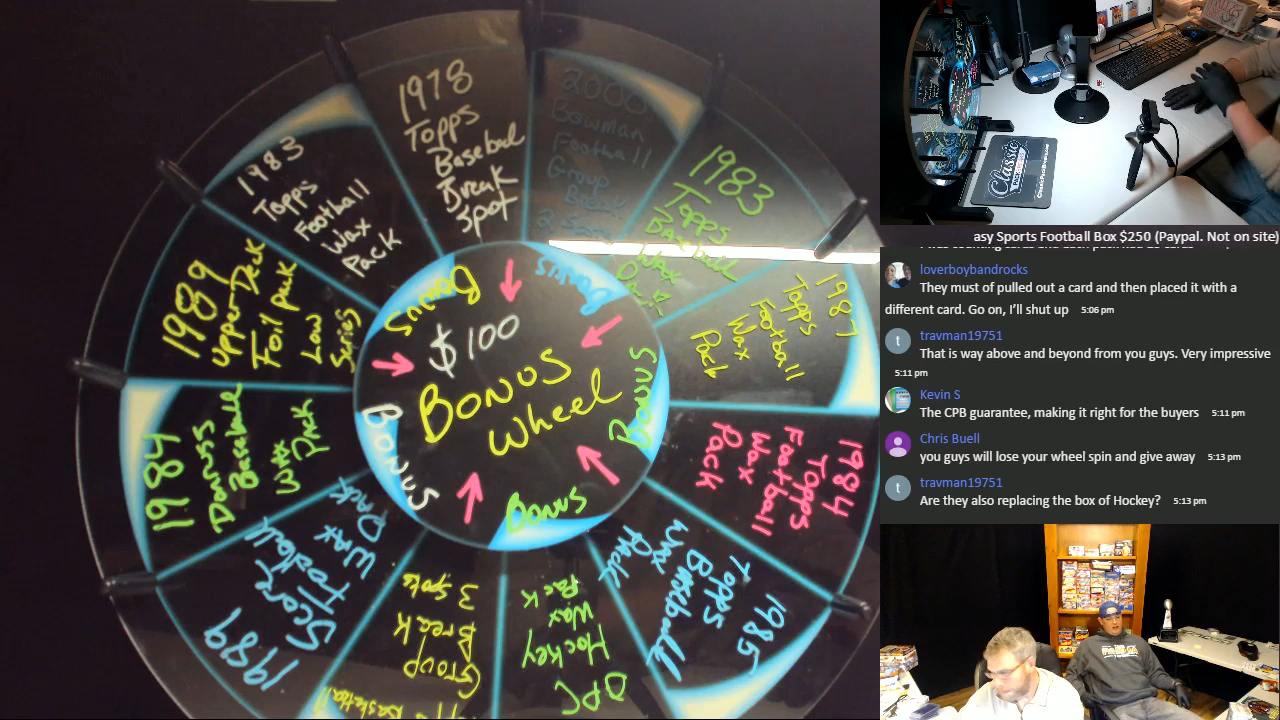 1978
Topps
Baseball
Break
Spot
2000
Bowman
Football
Group
Break
1983
Topps
Baseball
Wax
1987
Topps
Football
Wax
Pack
1984
Topps
Football
Wax
Pack
1985
Topps
Baseball
Wax
Pack
OPC
Hockey
Wax
Pack
Basketball
Group
Break
3 Spots
1989
Hoops
Wax
Pack
1984
Donruss
Baseball
Wax
Pack
1989
Upper Deck
Foil pack
Low
Series
1983
Topps
Football
Wax
Pack
Bonus
Bonus
Bonus
Bonus
Bonus
$100
Bonus
Wheel
Classic
asy Sports Football Box $250 (Paypal. Not on site)
loverboybandrocks
They must of pulled out a card and then placed it with a
different card. Go on, I'll shut up 5:06 pm
travman19751
That is way above and beyond from you guys. Very impressive
5:11 pm
Kevin S
The CPB guarantee, making it right for the buyers 5:11 pm
Chris Buell
you guys will lose your wheel spin and give away 5:13 pm
t
travman19751
Are they also replacing the box of Hockey? 5:13 pm